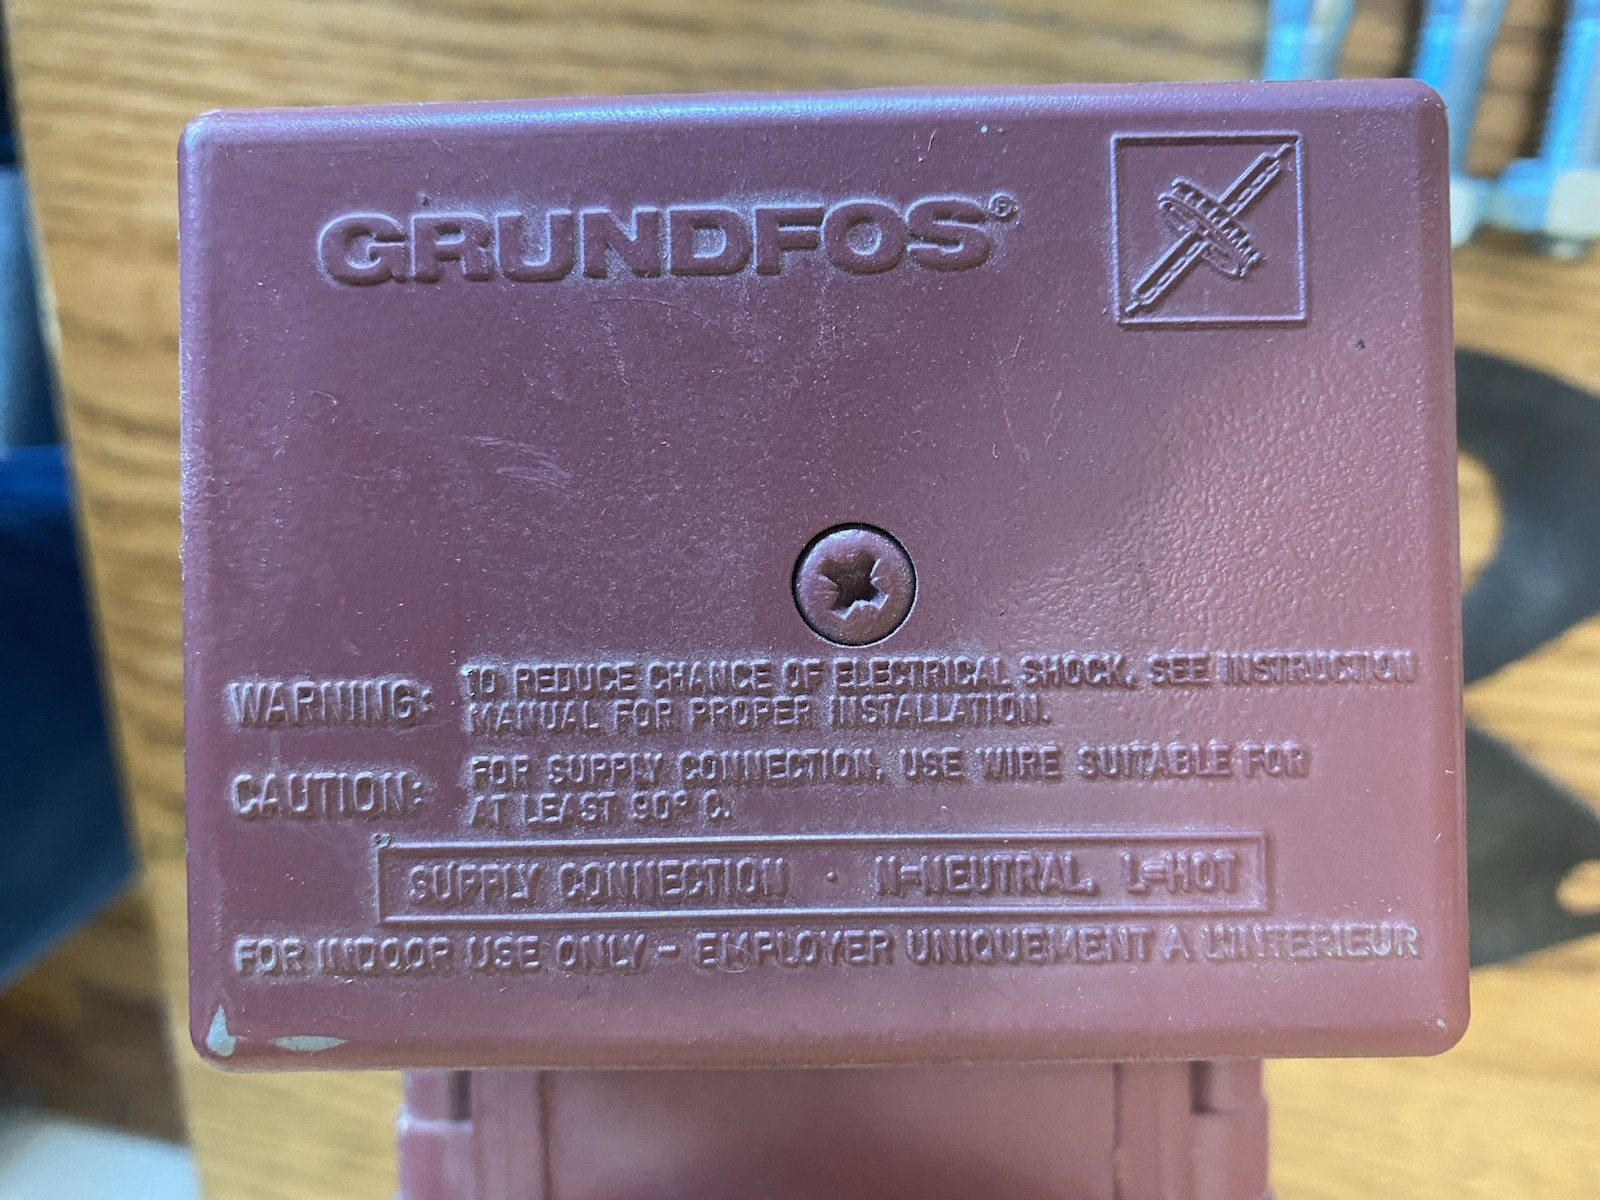 GRUNDFOS®
WARNING: TO REDUCE CHANCE OF ELECTRICAL SHOCK, SEE INSTRUCTION
MANUAL FOR PROPER INSTALLATION.
CAUTION: FOR SUPPLY CONNECTION, USE WIRE SUITABLE FOR
AT LEAST 90° C.
SUPPLY CONNECTION · N=NEUTRAL, L=HOT
FOR INDOOR USE ONLY - EMPLOYER UNIQUEMENT A L'INTERIEUR